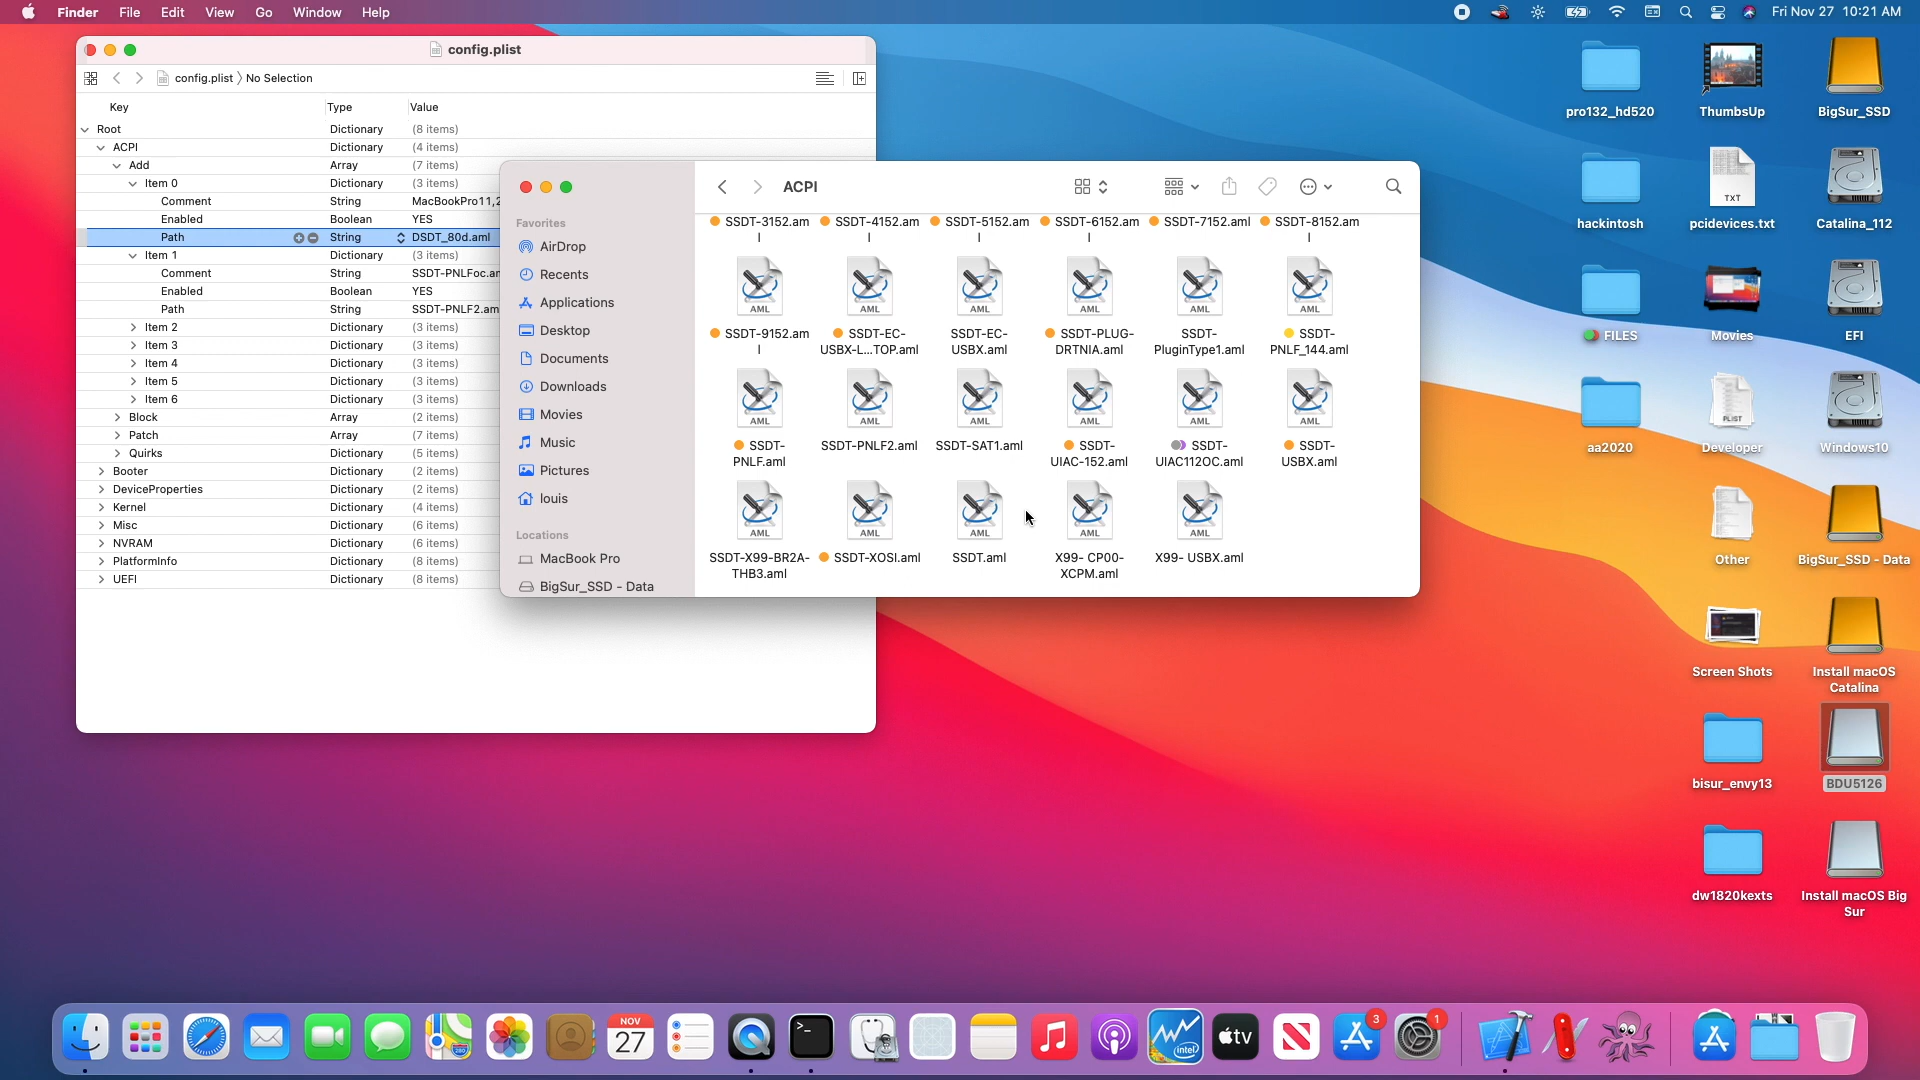 Finder File Edit View Go Window Help
Fri Nov 27 10:21 AM
config.plist
config.plist No Selection
Key Type Value
Root Dictionary (8 items)
ACPI Dictionary (4 items)
Add Array (7 items)
Item 0 Dictionary (3 items)
Comment String MacBookPro11,2
Enabled Boolean YES
Path String DSDT_80d.aml
Item 1 Dictionary (3 items)
Comment String SSDT-PNLFoc.am
Enabled Boolean YES
Path String SSDT-PNLF2.am
Item 2 Dictionary (3 items)
Item 3 Dictionary (3 items)
Item 4 Dictionary (3 items)
Item 5 Dictionary (3 items)
Item 6 Dictionary (3 items)
Block Array (2 items)
Patch Array (7 items)
Quirks Dictionary (5 items)
Booter Dictionary (2 items)
DeviceProperties Dictionary (2 items)
Kernel Dictionary (4 items)
Misc Dictionary (6 items)
NVRAM Dictionary (6 items)
PlatformInfo Dictionary (8 items)
UEFI Dictionary (8 items)
Favorites
AirDrop
Recents
Applications
Desktop
Documents
Downloads
Movies
Music
Pictures
louis
Locations
MacBook Pro
BigSur_SSD - Data
ACPI
SSDT-3152.am SSDT-4152.am SSDT-5152.am SSDT-6152.am SSDT-7152.aml SSDT-8152.am
l l l l l
AML AML AML AML AML AML
SSDT-9152.am SSDT-EC- SSDT-EC- SSDT-PLUG- SSDT- SSDT-
l USBX-L...TOP.aml USBX.aml DRTNIA.aml PluginType1.aml PNLF_144.aml
AML AML AML AML AML AML
SSDT- SSDT-PNLF2.aml SSDT-SAT1.aml SSDT- SSDT- SSDT-
PNLF.aml UIAC-152.aml UIAC112OC.aml USBX.aml
AML AML AML AML AML
SSDT-X99-BR2A- SSDT-XOSI.aml SSDT.aml X99- CP00- X99- USBX.aml
THB3.aml XCPM.aml
pro132_hd520 ThumbsUp BigSur_SSD
TXT
hackintosh pcidevices.txt Catalina_112
FILES Movies EFI
PLIST
aa2020 Developer Windows10
Other BigSur_SSD - Data
Screen Shots Install macOS
Catalina
bisur_envy13 BDU5126
dw1820kexts Install macOS Big
Sur
NOV
27
280
>_
intel
tv
3
1